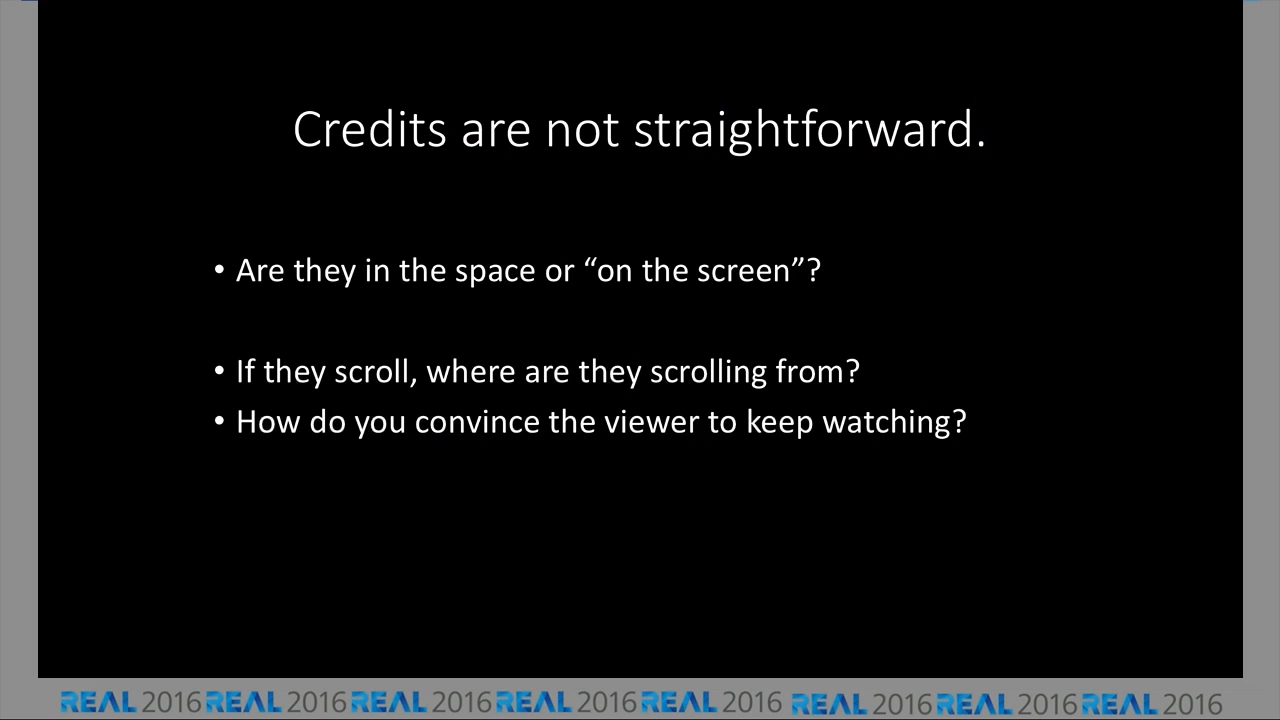 Credits are not straightforward.
• Are they in the space or “on the screen”?
• If they scroll, where are they scrolling from?
• How do you convince the viewer to keep watching?
REAL 2016 REAL 2016 REAL 2016 REAL 2016 REAL 2016 REAL 2016 REAL 2016 REAL 2016